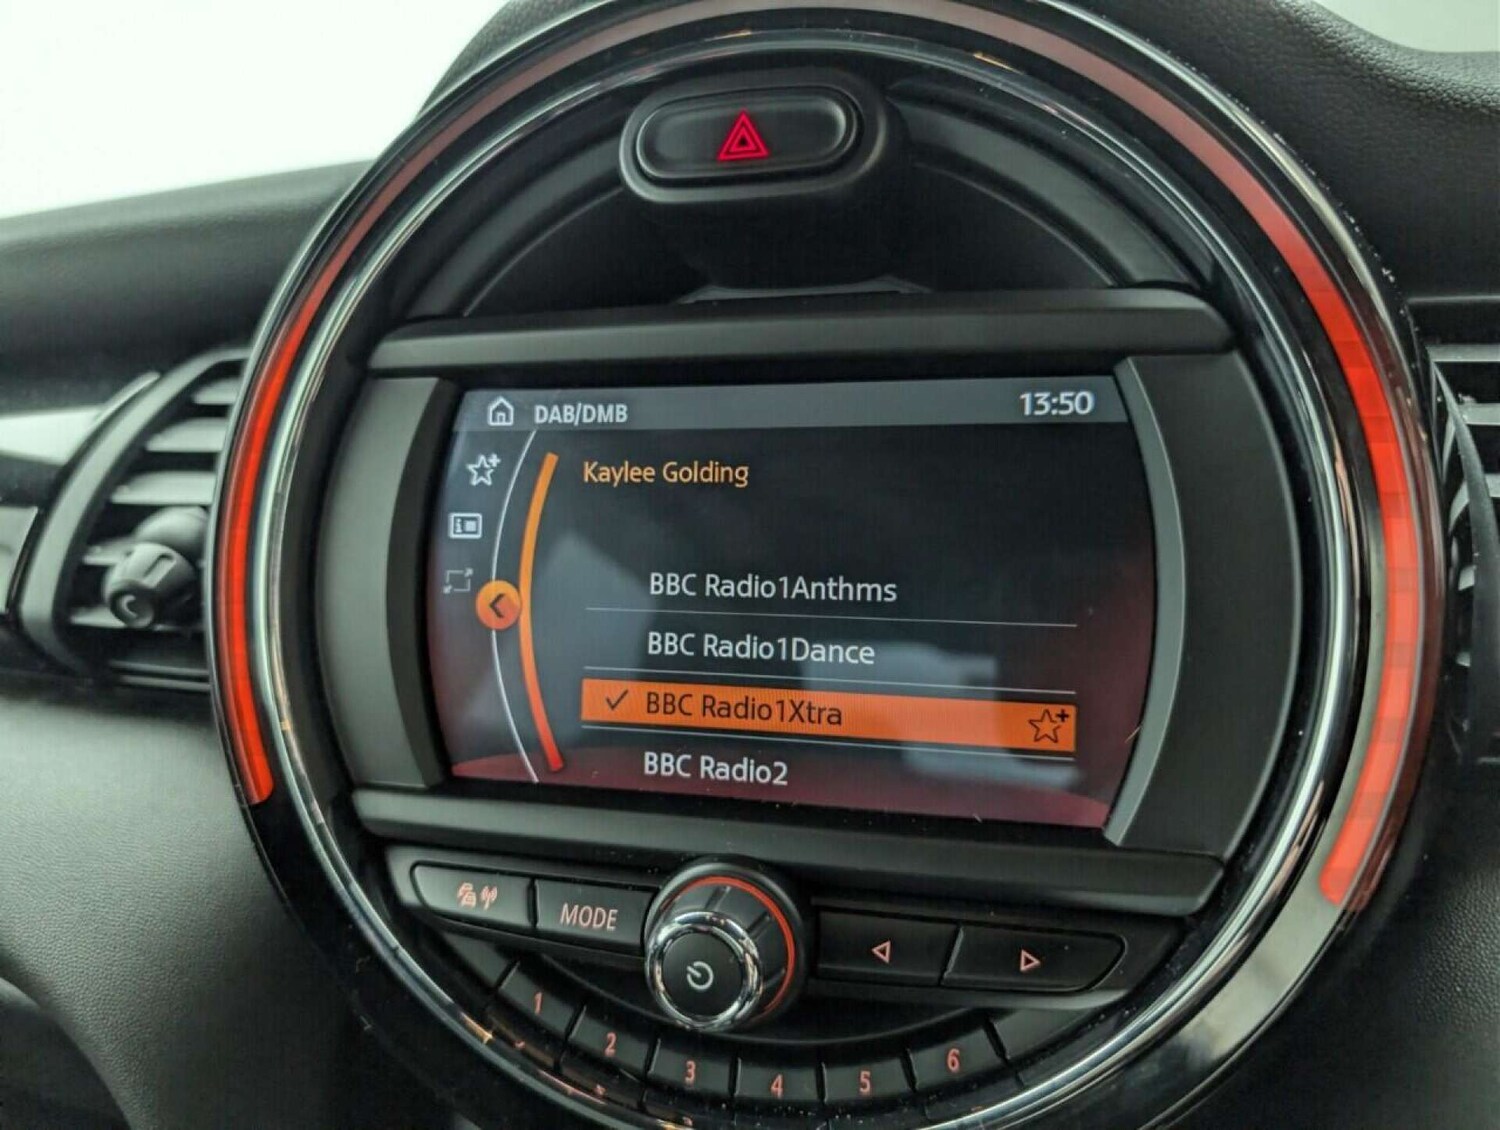 DAB/DMB
13:50
Kaylee Golding
BBC Radio1Anthms
BBC Radio1Dance
BBC Radio1Xtra
BBC Radio2
MODE
1
2
3
4
5
6